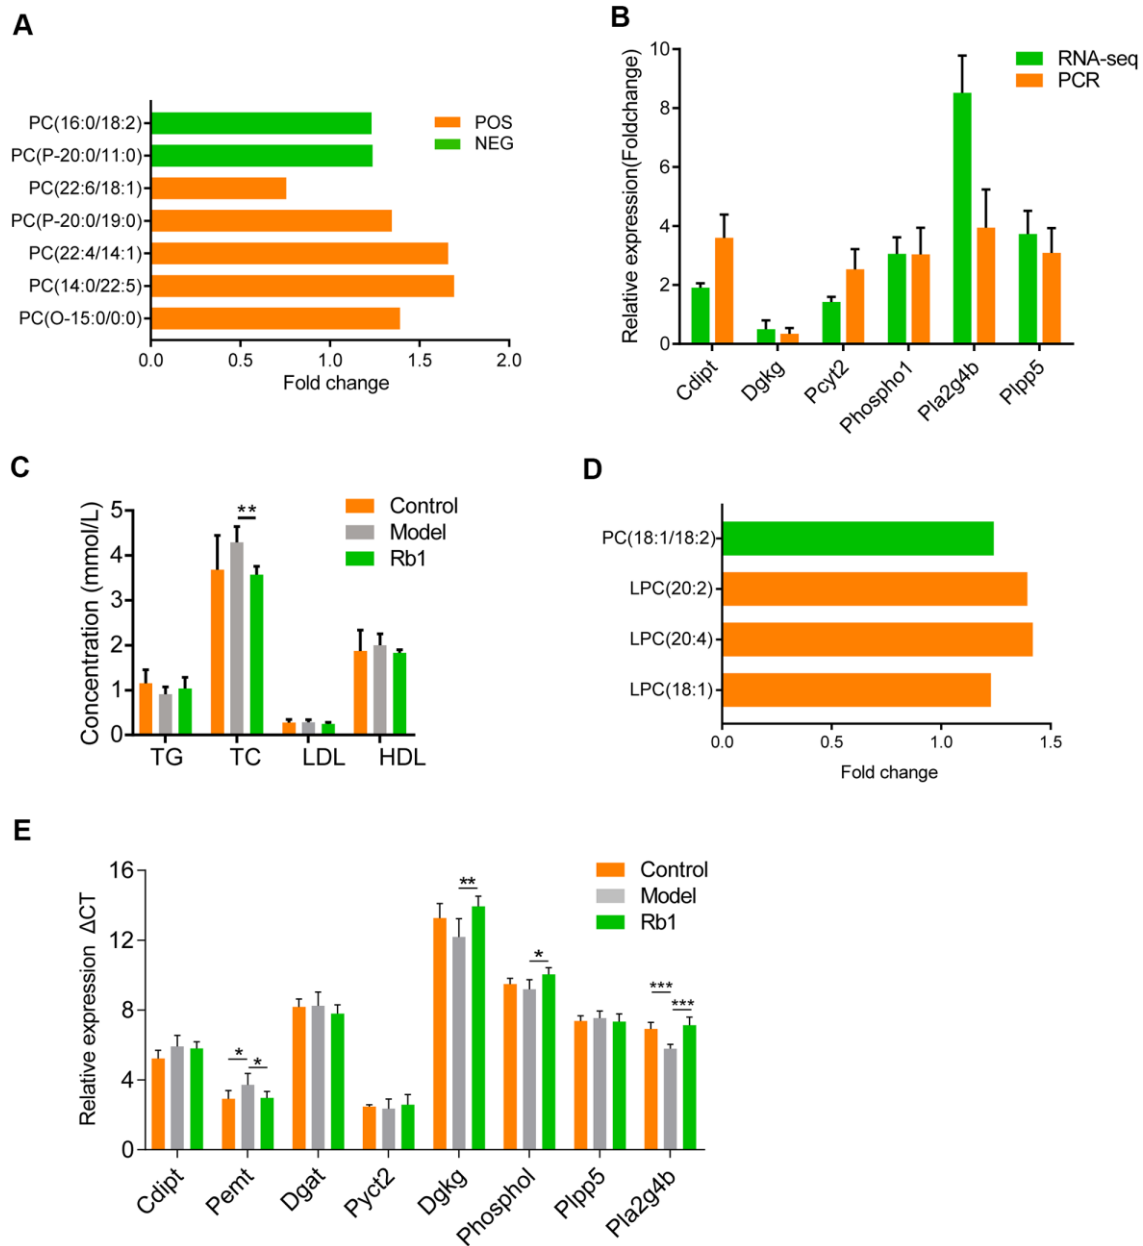 A
PC(16:0/18:2)
PC(P-20:0/11:0)
PC(22:6/18:1)
PC(P-20:0/19:0)
PC(22:4/14:1)
PC(14:0/22:5)
PC(O-15:0/0:0)
0.0 0.5 1.0 1.5 2.0
Fold change
POS
NEG
B
Relative expression(Foldchange)
10
8
6
4
2
0
Cdipt Dgkg Pcyt2 Phospho1 Pla2g4b Plpp5
RNA-seq
PCR
C
Concentration (mmol/L)
5
4
3
2
1
0
**
TG TC LDL HDL
Control
Model
Rb1
D
PC(18:1/18:2)
LPC(20:2)
LPC(20:4)
LPC(18:1)
0.0 0.5 1.0 1.5
Fold change
E
Relative expression ΔCT
16
12
8
4
0
* * ** * *** ***
Cdipt Pemt Dgat Pyct2 Dgkg Phosphol Plpp5 Pla2g4b
Control
Model
Rb1